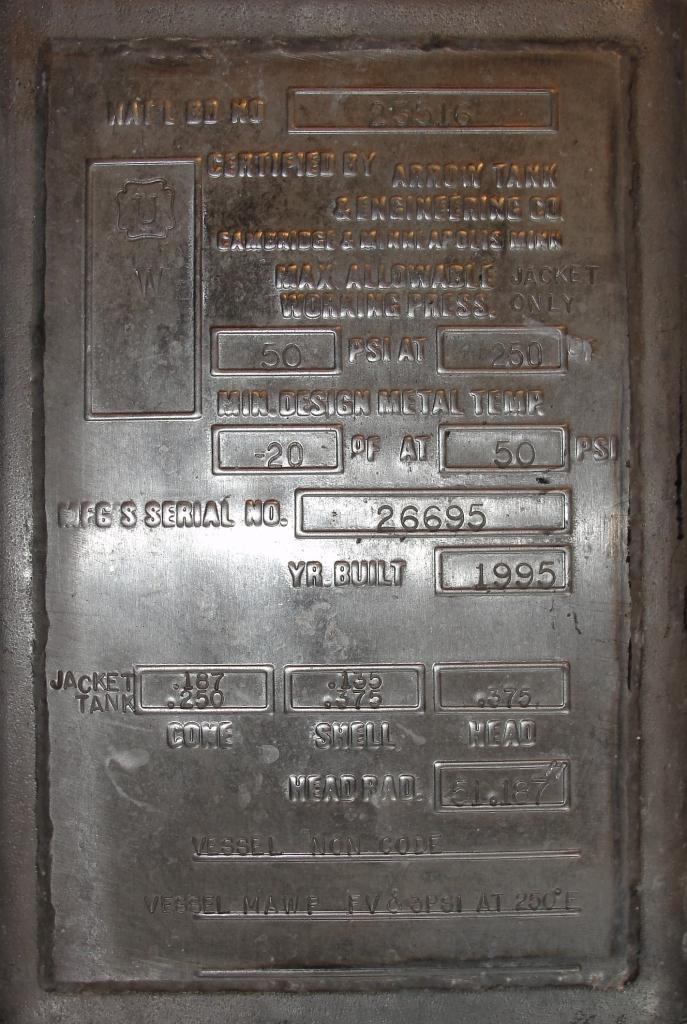 NAT'L BD NO 25516
U
CERTIFIED BY ARROW TANK
& ENGINEERING CO.
CAMBRIDGE & MINNEAPOLIS MINN
W
MAX. ALLOWABLE JACKET
WORKING PRESS. ONLY
50 PSI AT 250 °F
MIN. DESIGN METAL TEMP.
-20 °F AT 50 PSI
MFG'S SERIAL NO. 26695
YR. BUILT 1995
JACKET .187 .135
TANK .250 .375 .375
CONE SHELL HEAD
HEAD RAD. 51.187"
VESSEL NON CODE
VESSEL MAWP FV & 3PSI AT 250°F